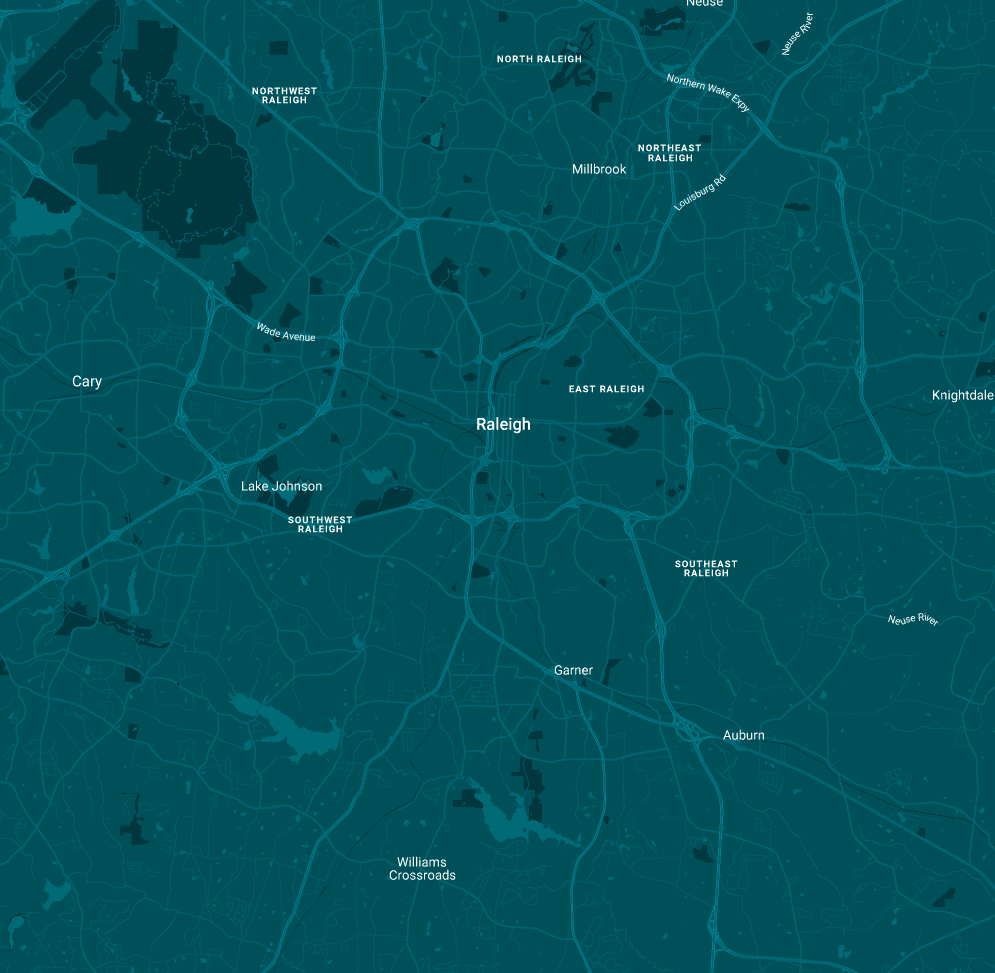 Neuse
Neuse River
NORTH RALEIGH
NORTHWEST
RALEIGH
Northern Wake Expy
NORTHEAST
RALEIGH
Millbrook
Louisburg Rd
Wade Avenue
Cary
EAST RALEIGH
Knightdale
Raleigh
Lake Johnson
SOUTHWEST
RALEIGH
SOUTHEAST
RALEIGH
Neuse River
Garner
Auburn
Williams
Crossroads